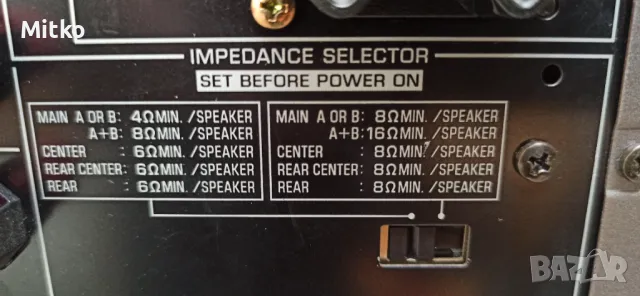 Mitko
IMPEDANCE SELECTOR
SET BEFORE POWER ON
MAIN A OR B: 4ΩMIN./SPEAKER
A+B: 8ΩMIN./SPEAKER
CENTER : 6ΩMIN./SPEAKER
REAR CENTER: 6ΩMIN./SPEAKER
REAR : 6ΩMIN./SPEAKER
MAIN A OR B: 8ΩMIN./SPEAKER
A+B: 16ΩMIN./SPEAKER
CENTER : 8ΩMIN./SPEAKER
REAR CENTER: 8ΩMIN./SPEAKER
REAR : 8ΩMIN./SPEAKER
BAZAR